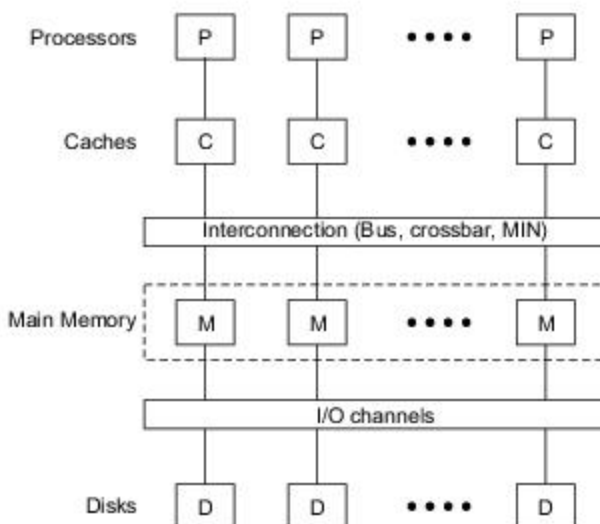 Processors P P P
Caches C C C
Interconnection (Bus, crossbar, MIN)
Main Memory M M M
I/O channels
Disks D D D